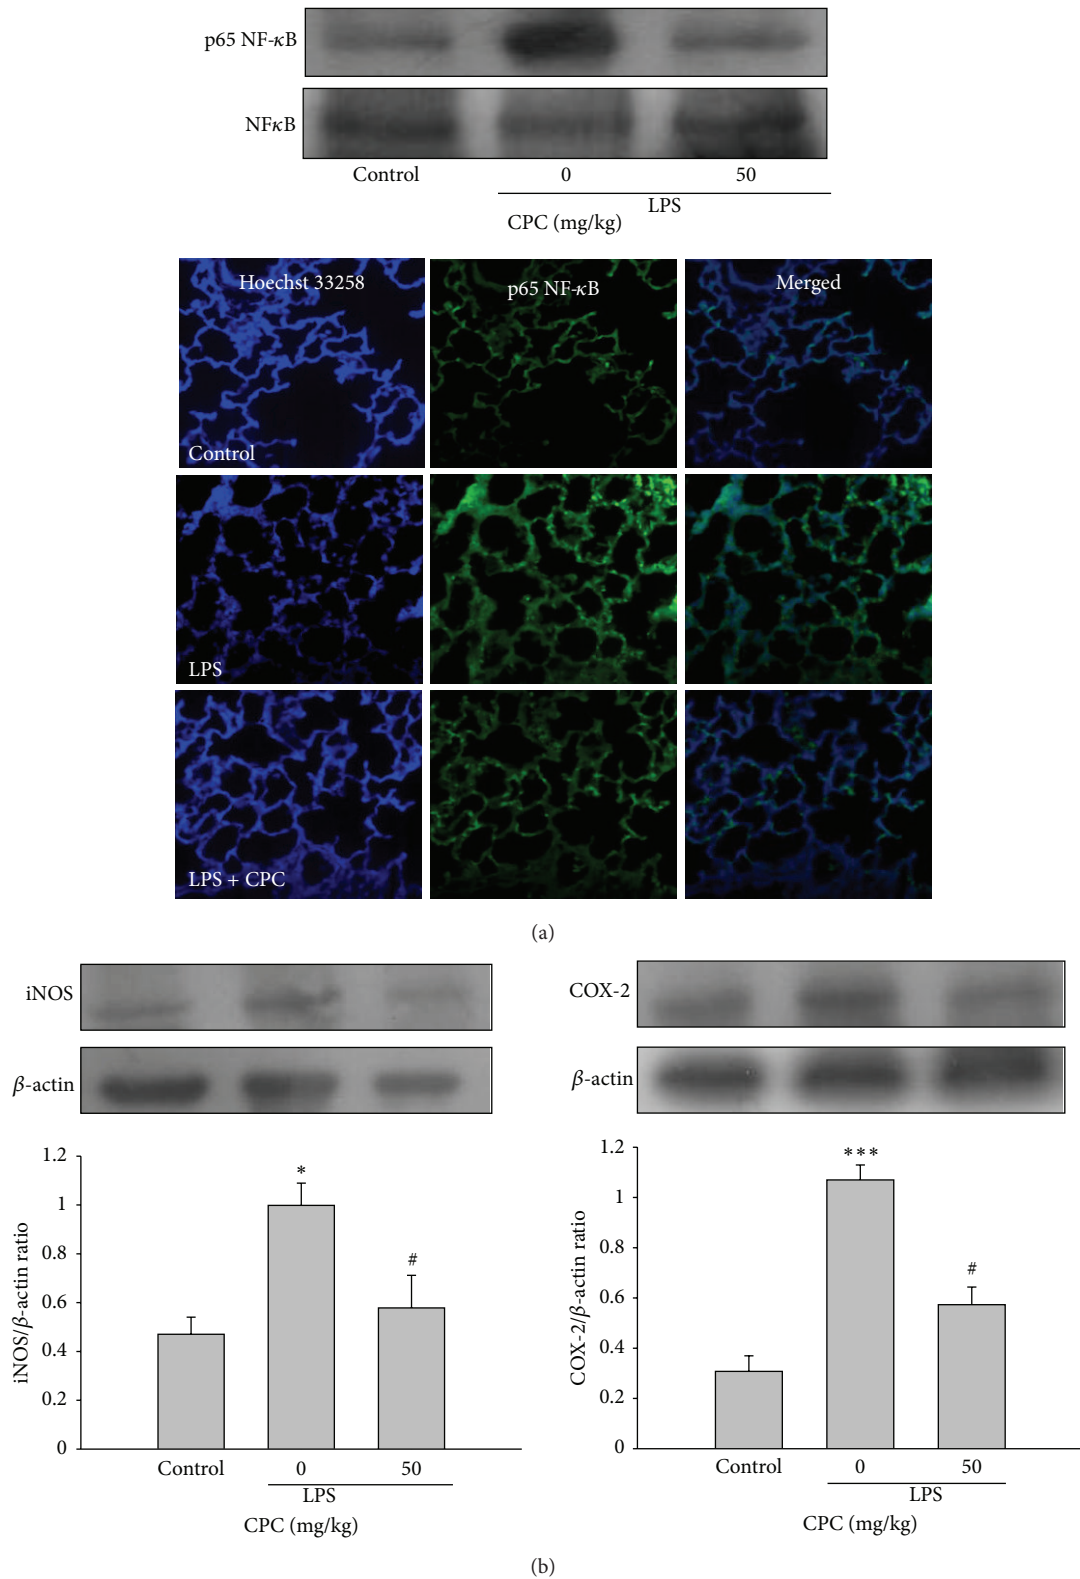 p65 NF-κB
NFκB
Control 0 50
LPS
CPC (mg/kg)
Hoechst 33258 p65 NF-κB Merged
Control
LPS
LPS + CPC
(a)
iNOS
β-actin
iNOS/β-actin ratio
1.2
1
0.8
0.6
0.4
0.2
0
*
#
Control 0 50
LPS
CPC (mg/kg)
COX-2
β-actin
COX-2/β-actin ratio
1.2
1
0.8
0.6
0.4
0.2
0
***
#
Control 0 50
LPS
CPC (mg/kg)
(b)